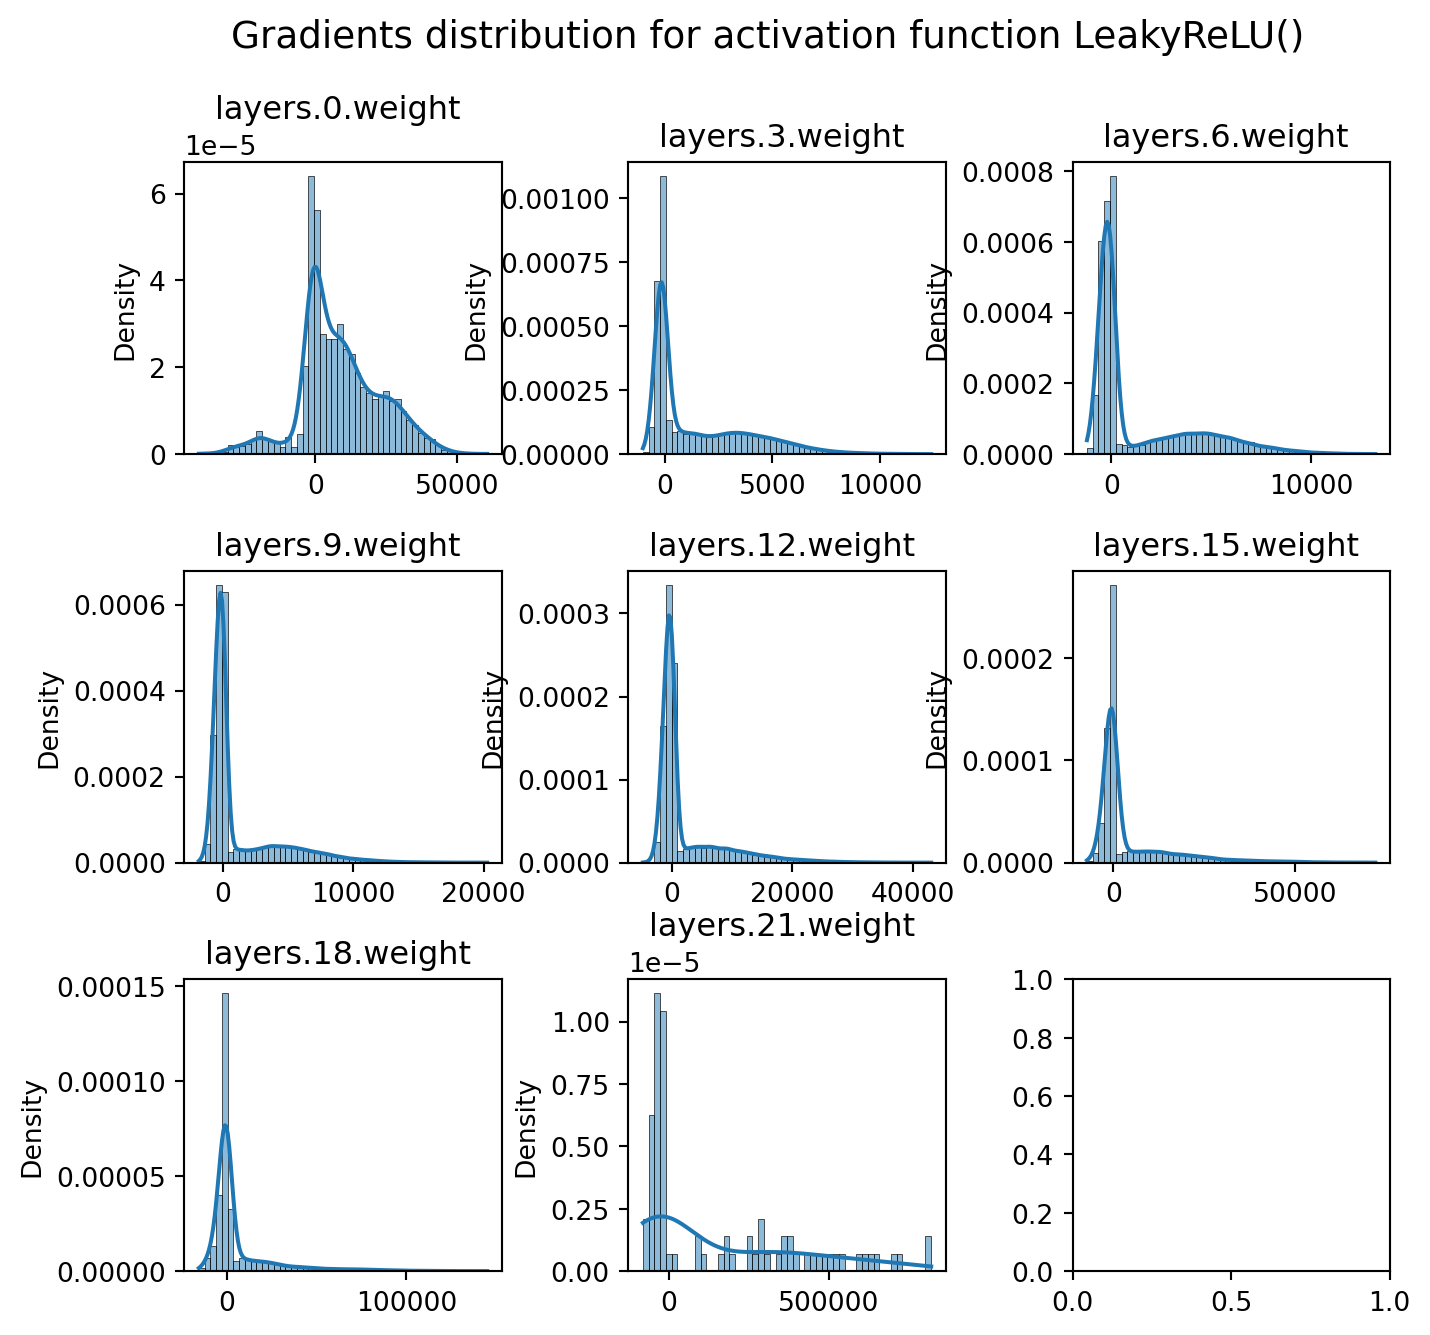 Gradients distribution for activation function LeakyReLU()
layers.0.weight
1e−5
Density
6
4
2
0
0 50000
layers.3.weight
Density
0.00100
0.00075
0.00050
0.00025
0.00000
0 5000 10000
layers.6.weight
Density
0.0008
0.0006
0.0004
0.0002
0.0000
0 10000
layers.9.weight
Density
0.0006
0.0004
0.0002
0.0000
0 10000 20000
layers.12.weight
Density
0.0003
0.0002
0.0001
0.0000
0 20000 40000
layers.15.weight
Density
0.0002
0.0001
0.0000
0 50000
layers.18.weight
Density
0.00015
0.00010
0.00005
0.00000
0 100000
layers.21.weight
1e−5
Density
1.00
0.75
0.50
0.25
0.00
0 500000
1.0
0.8
0.6
0.4
0.2
0.0
0.0 0.5 1.0